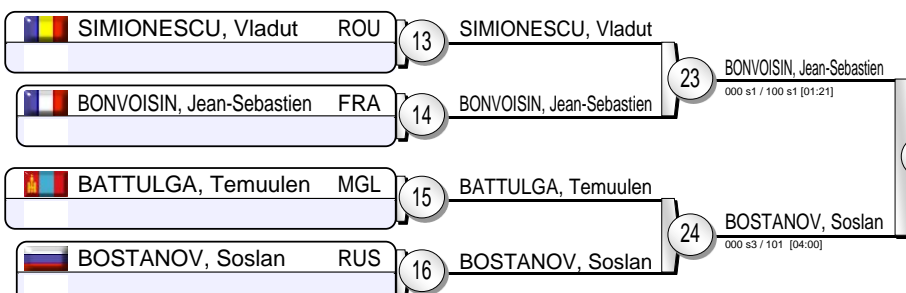 SIMIONESCU, Vladut ROU
13
SIMIONESCU, Vladut
BONVOISIN, Jean-Sebastien FRA
14
BONVOISIN, Jean-Sebastien
23
BONVOISIN, Jean-Sebastien
000 s1 / 100 s1 [01:21]
BATTULGA, Temuulen MGL
15
BATTULGA, Temuulen
BOSTANOV, Soslan RUS
16
BOSTANOV, Soslan
24
BOSTANOV, Soslan
000 s3 / 101 [04:00]